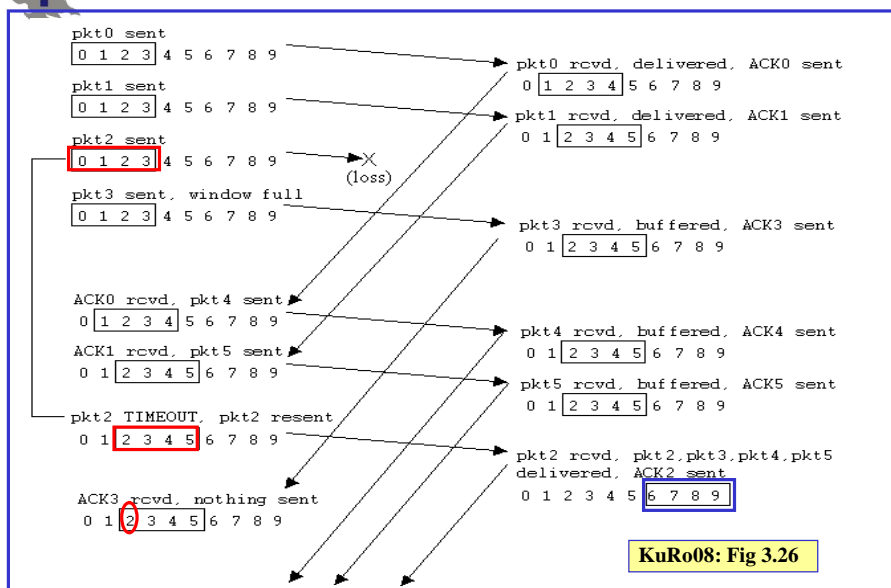 pkt0 sent
0 1 2 3 4 5 6 7 8 9
pkt1 sent
0 1 2 3 4 5 6 7 8 9
pkt2 sent
0 1 2 3 4 5 6 7 8 9
X
(loss)
pkt3 sent, window full
0 1 2 3 4 5 6 7 8 9
ACK0 rcvd, pkt4 sent
0 1 2 3 4 5 6 7 8 9
ACK1 rcvd, pkt5 sent
0 1 2 3 4 5 6 7 8 9
pkt2 TIMEOUT, pkt2 resent
0 1 2 3 4 5 6 7 8 9
ACK3 rcvd, nothing sent
0 1 2 3 4 5 6 7 8 9
pkt0 rcvd, delivered, ACK0 sent
0 1 2 3 4 5 6 7 8 9
pkt1 rcvd, delivered, ACK1 sent
0 1 2 3 4 5 6 7 8 9
pkt3 rcvd, buffered, ACK3 sent
0 1 2 3 4 5 6 7 8 9
pkt4 rcvd, buffered, ACK4 sent
0 1 2 3 4 5 6 7 8 9
pkt5 rcvd, buffered, ACK5 sent
0 1 2 3 4 5 6 7 8 9
pkt2 rcvd, pkt2,pkt3,pkt4,pkt5
delivered, ACK2 sent
0 1 2 3 4 5 6 7 8 9
KuRo08: Fig 3.26